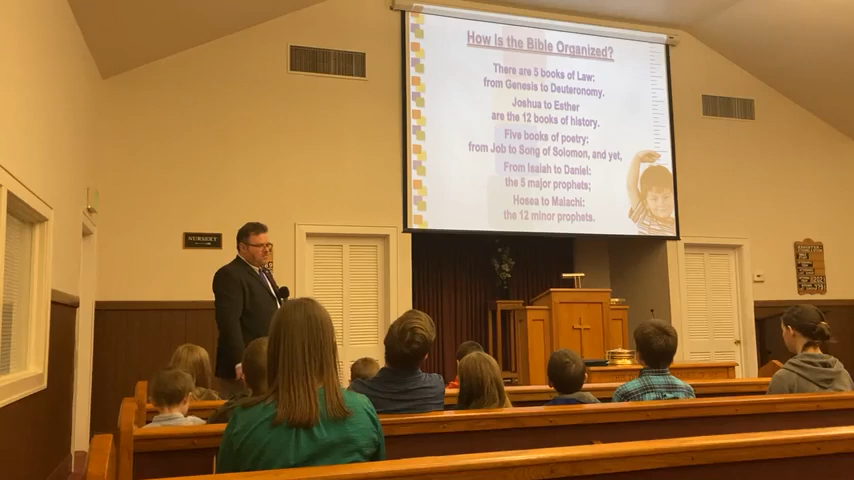 How Is the Bible Organized?
There are 5 books of Law:
from Genesis to Deuteronomy.
Joshua to Esther
are the 12 books of history.
Five books of poetry:
from Job to Song of Solomon, and yet,
From Isaiah to Daniel:
the 5 major prophets;
Hosea to Malachi:
the 12 minor prophets.
NURSERY